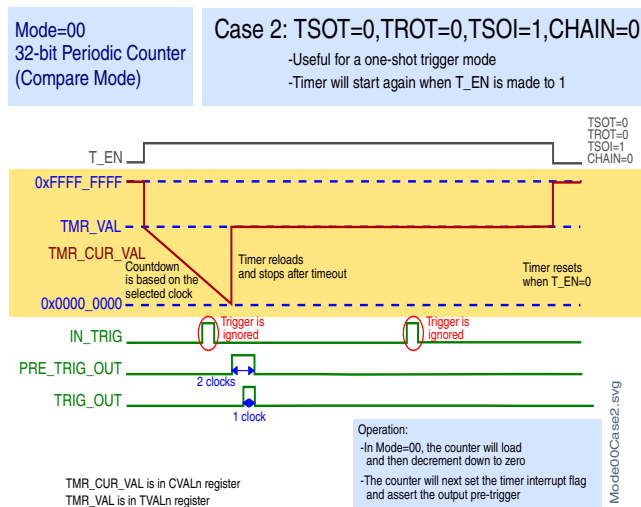 Mode=00
32-bit Periodic Counter
(Compare Mode)
Case 2: TSOT=0,TROT=0,TSOI=1,CHAIN=0
-Useful for a one-shot trigger mode
-Timer will start again when T_EN is made to 1
TSOT=0
TROT=0
TSOI=1
CHAIN=0
T_EN
0xFFFF_FFFF
TMR_VAL
TMR_CUR_VAL
Countdown
is based on the
selected clock
Timer reloads
and stops after timeout
Timer resets
when T_EN=0
0x0000_0000
IN_TRIG
Trigger is
ignored
Trigger is
ignored
PRE_TRIG_OUT
2 clocks
TRIG_OUT
1 clock
Operation:
-In Mode=00, the counter will load
and then decrement down to zero
-The counter will next set the timer interrupt flag
and assert the output pre-trigger
TMR_CUR_VAL is in CVALn register
TMR_VAL is in TVALn register
Mode00Case2.svg